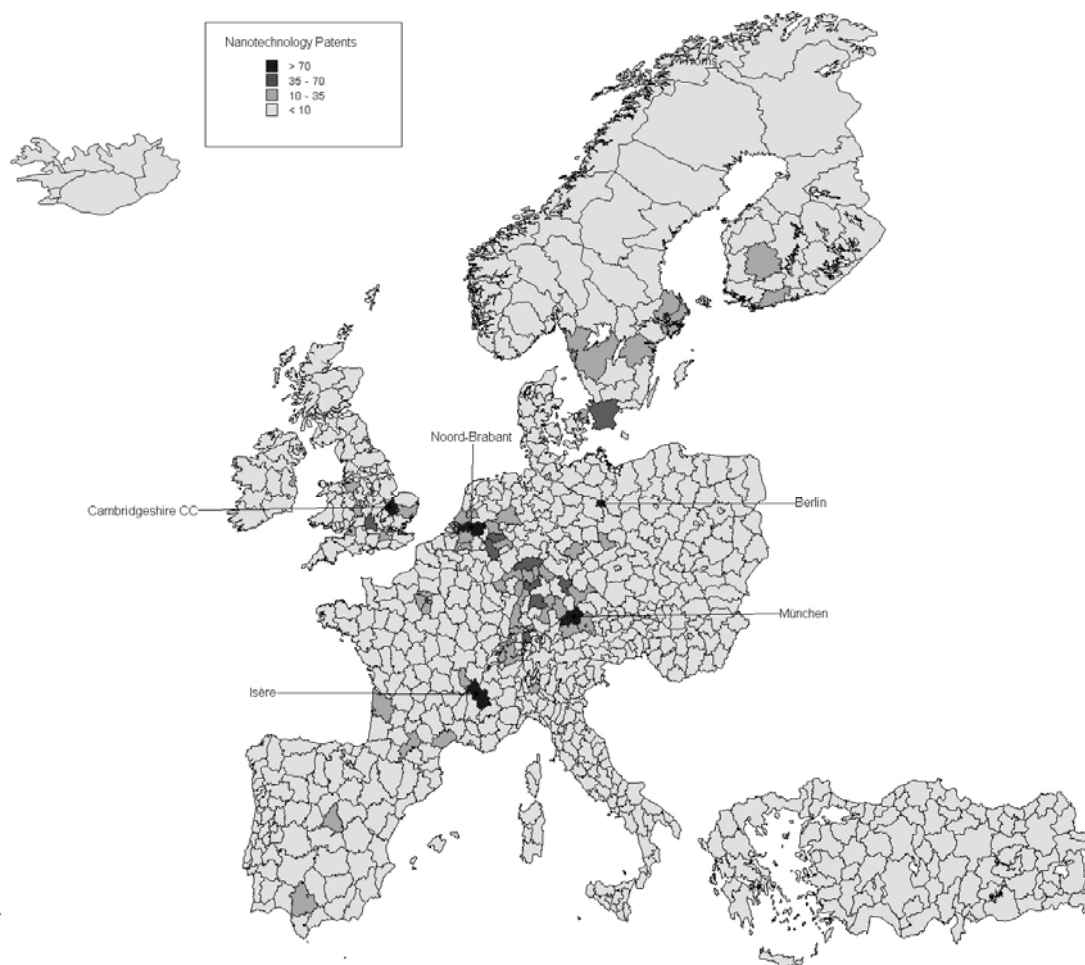 Nanotechnology Patents
> 70
35 - 70
10 - 35
< 10
Noord-Brabant
Cambridgeshire CC
Berlin
München
Isère